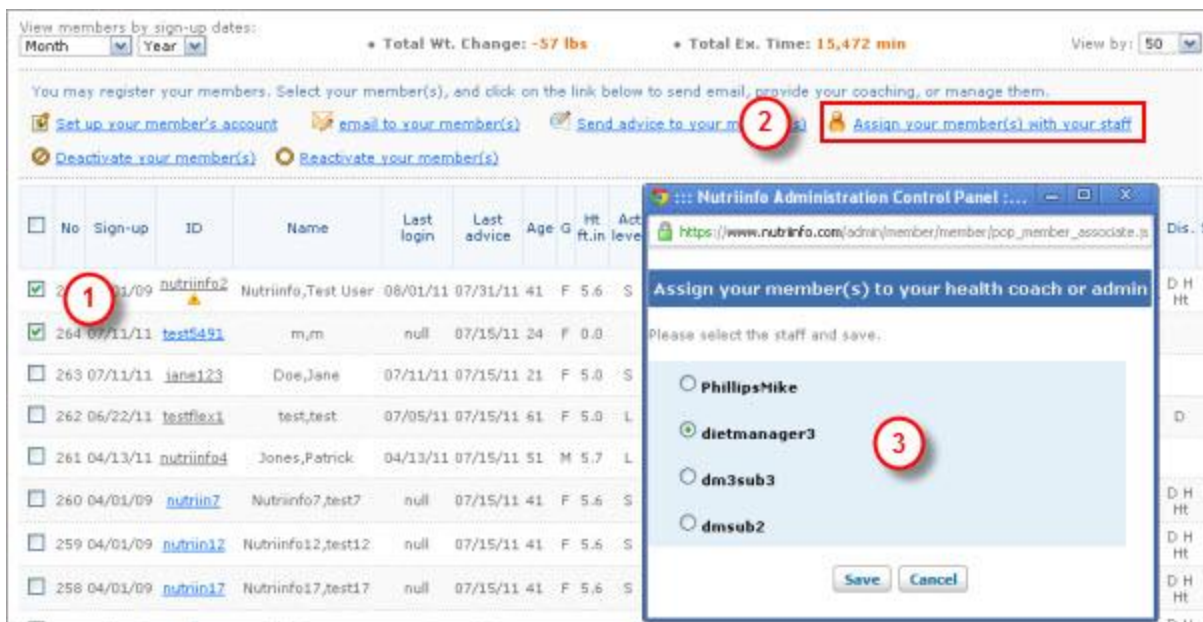 View members by sign-up dates:
Month Year • Total Wt. Change: -57 lbs • Total Ex. Time: 15,472 min View by: 50
You may register your members. Select your member(s), and click on the link below to send email, provide your coaching, or manage them.
Set up your member's account email to your member(s) Send advice to your 2 Assign your member(s) with your staff
Deactivate your member(s) Reactivate your member(s)
No Sign-up ID Name Last login Last advice Age G Ht ft.in Dis.
1 nutriinfo2 Nutriinfo,Test User 08/01/11 07/31/11 41 F 5.6 S D H Ht
264 07/11/11 test5491 m,m null 07/15/11 24 F 0.0
263 07/11/11 jane123 Doe,Jane 07/11/11 07/15/11 21 F 5.0 S
262 06/22/11 testflex1 test,test 07/05/11 07/15/11 61 F 5.0 L D
261 04/13/11 nutriinfo4 Jones,Patrick 04/13/11 07/15/11 51 M 5.7 L
260 04/01/09 nutriin7 Nutriinfo7,test7 null 07/15/11 41 F 5.6 S D H Ht
259 04/01/09 nutriin12 Nutriinfo12,test12 null 07/15/11 41 F 5.6 S D H Ht
258 04/01/09 nutriin17 Nutriinfo17,test17 null 07/15/11 41 F 5.6 S D H Ht
::: Nutriinfo Administration Control Panel :...
https://www.nutriinfo.com/admin/member/member/pop_member_associate.js
Assign your member(s) to your health coach or admin
Please select the staff and save.
PhillipsMike
dietmanager3
3
dm3sub3
dmsub2
Save Cancel